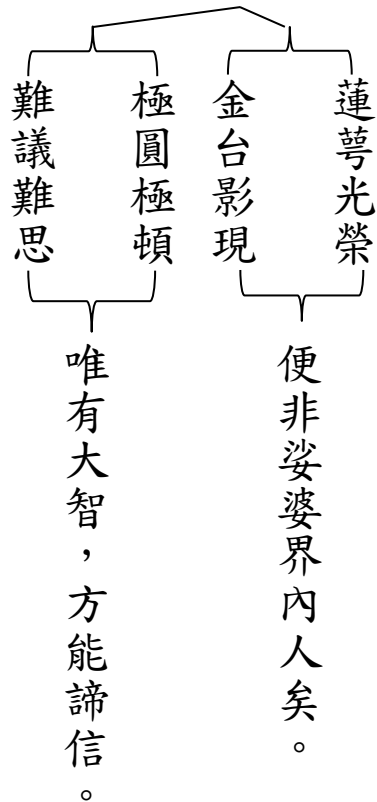 蓮萼光榮
金台影現
便非娑婆界內人矣。
極圓極頓
難議難思
唯有大智，方能諦信。